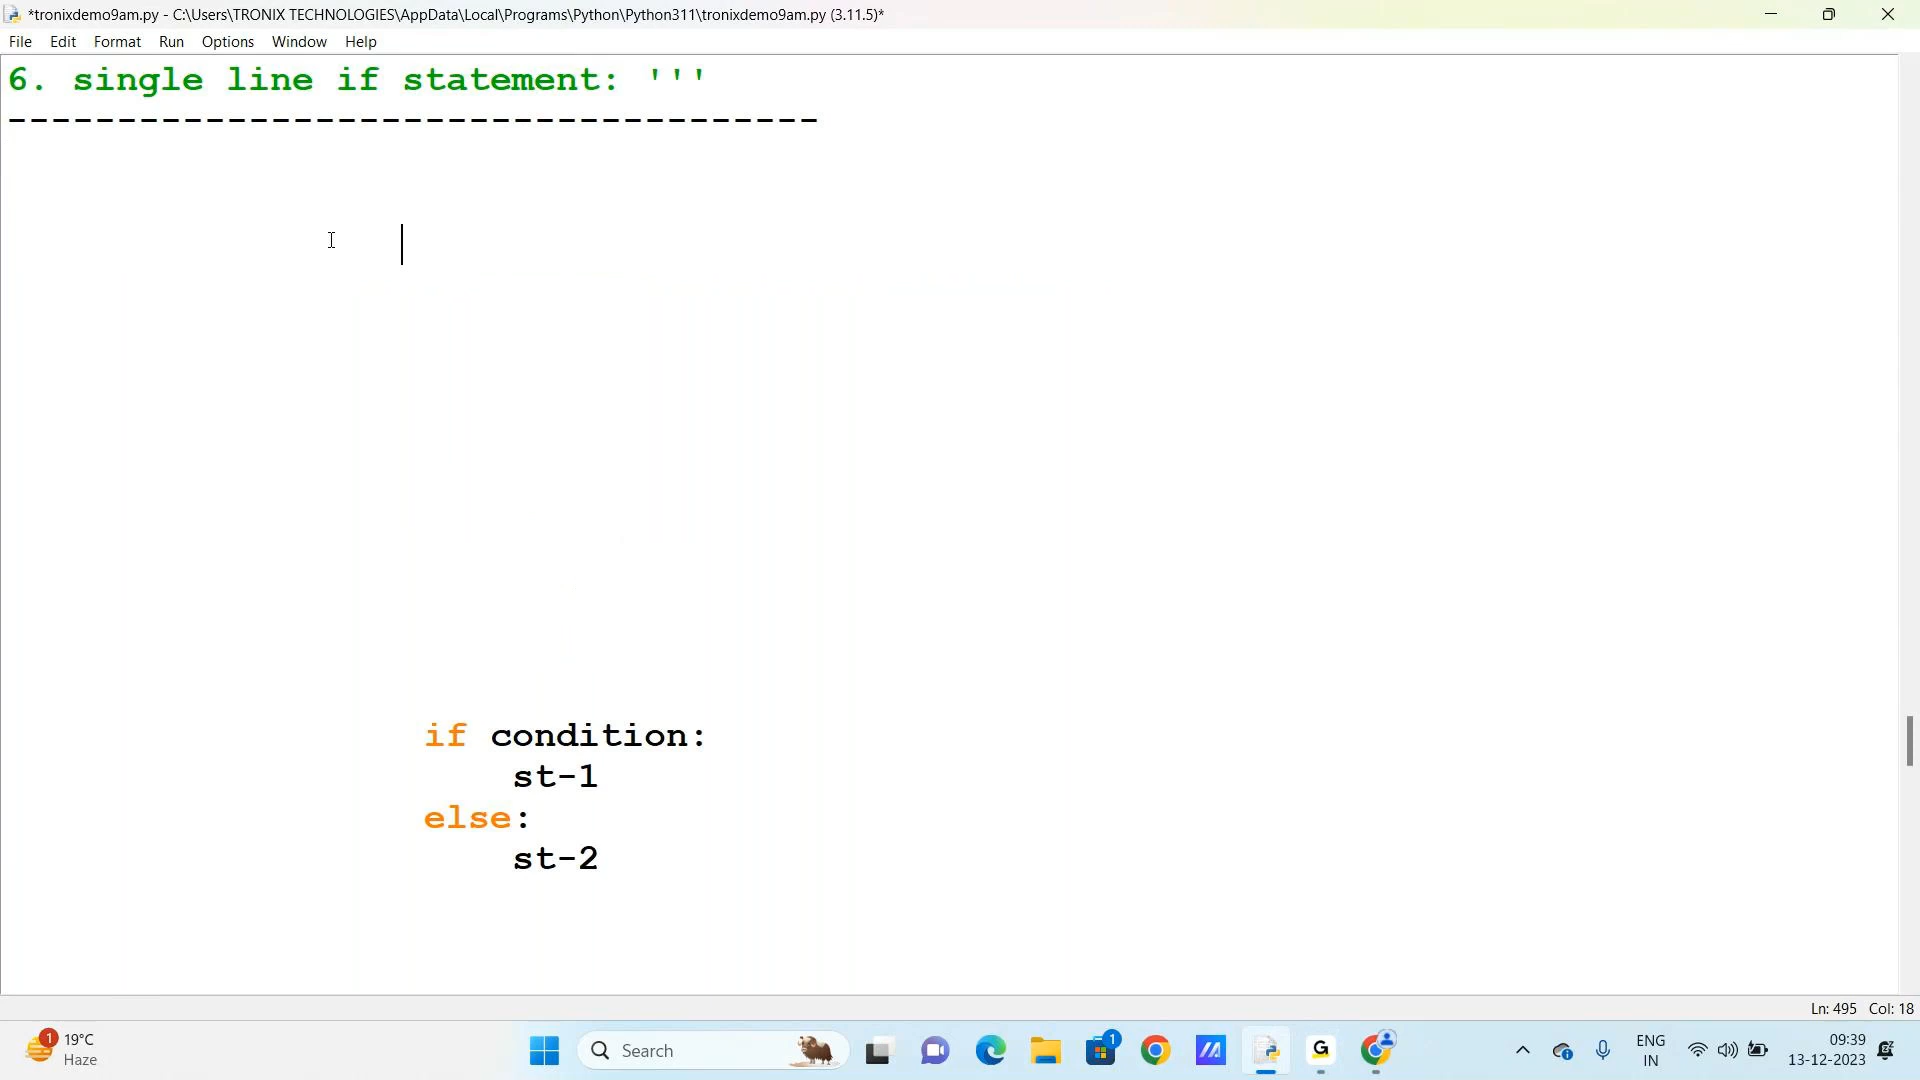 *tronixdemo9am.py - C:\Users\TRONIX TECHNOLOGIES\AppData\Local\Programs\Python\Python311\tronixdemo9am.py (3.11.5)*
File Edit Format Run Options Window Help
6. single line if statement: '''
-------------------------------------
if condition:
st-1
else:
st-2
Ln: 495 Col: 18
1
19°C
Haze
Search
1
G
ENG
IN
09:39
13-12-2023